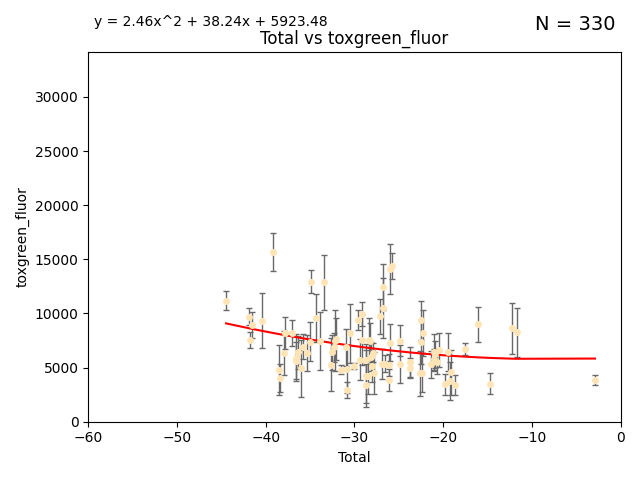 y = 2.46x^2 + 38.24x + 5923.48
N = 330
Total vs toxgreen_fluor
30000
25000
20000
15000
10000
5000
0
toxgreen_fluor
−60
−50
−40
−30
−20
−10
0
Total